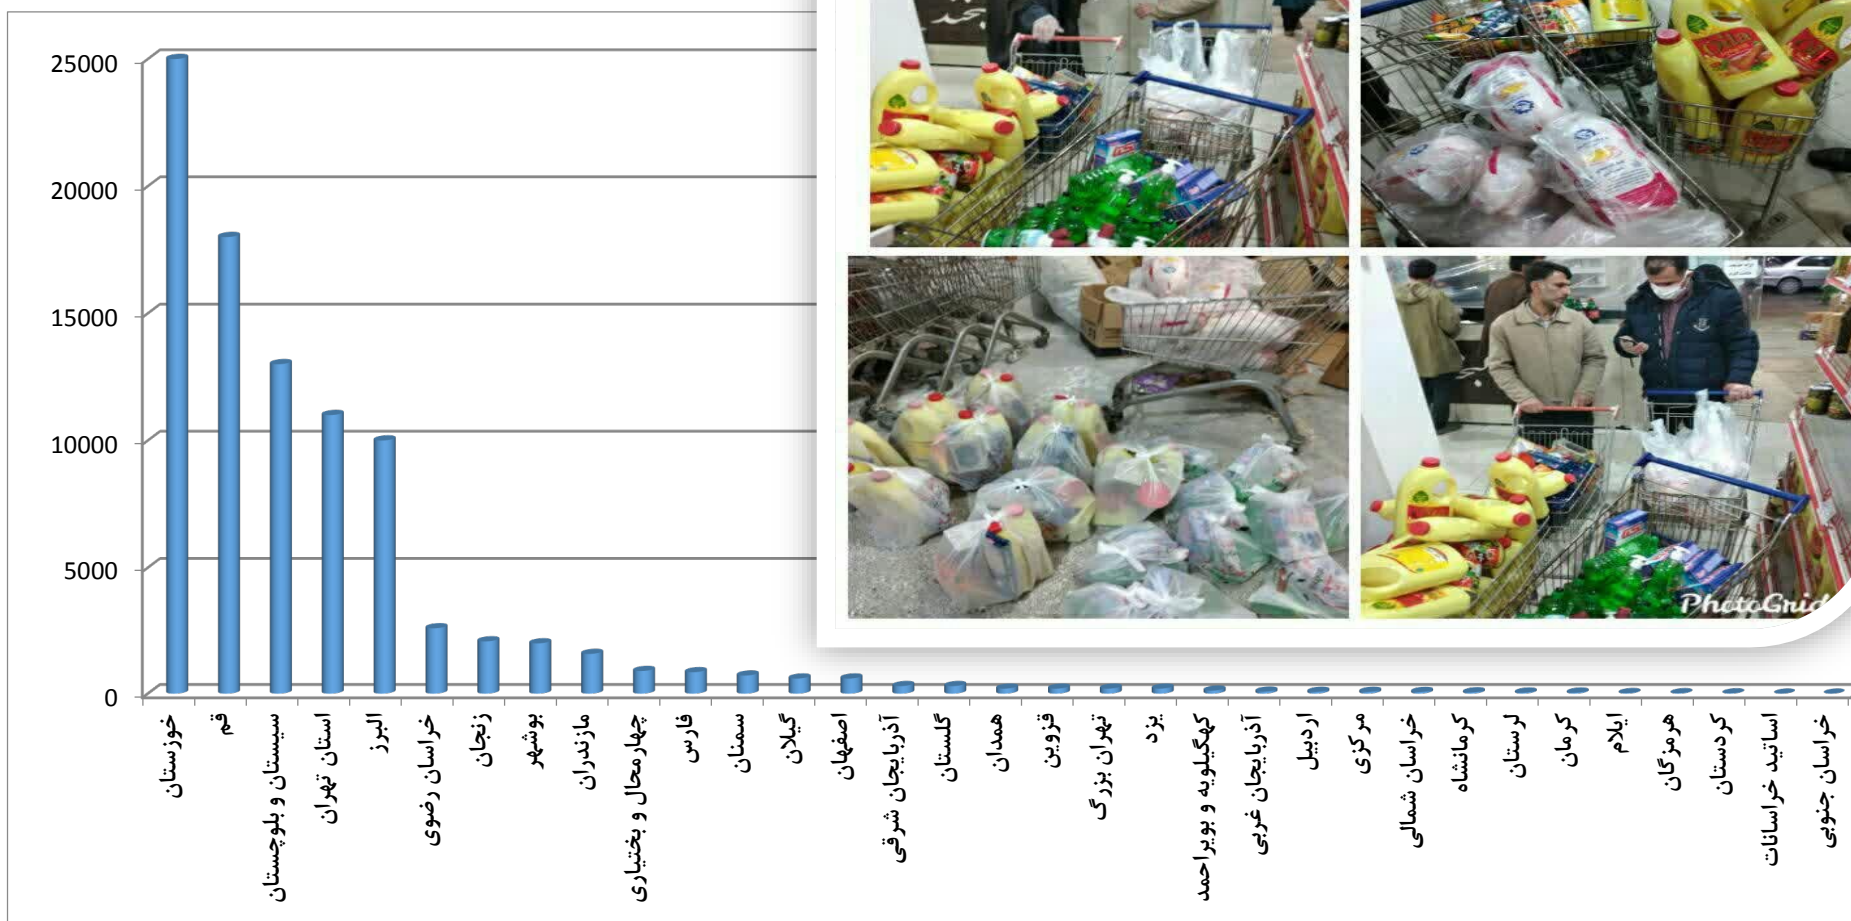 25000
20000
15000
10000
5000
0
خوزستان
قم
سیستان و بلوچستان
استان تهران
البرز
خراسان رضوی
زنجان
بوشهر
مازندران
چهارمحال و بختیاری
فارس
سمنان
گیلان
اصفهان
آذربایجان شرقی
گلستان
همدان
قزوین
تهران بزرگ
یزد
کهگیلویه و بویراحمد
آذربایجان غربی
اردبیل
مرکزی
خراسان شمالی
کرمانشاه
لرستان
کرمان
ایلام
هرمزگان
کردستان
اساتید خراسانات
خراسان جنوبی
PhotoGrid